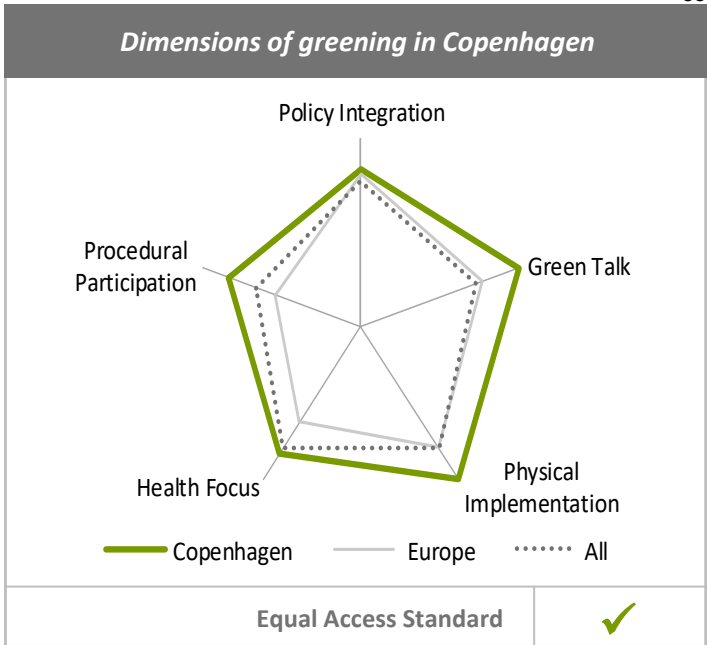 Dimensions of greening in Copenhagen
Policy Integration
Procedural
Participation
Green Talk
Health Focus
Physical
Implementation
Copenhagen
Europe
All
Equal Access Standard